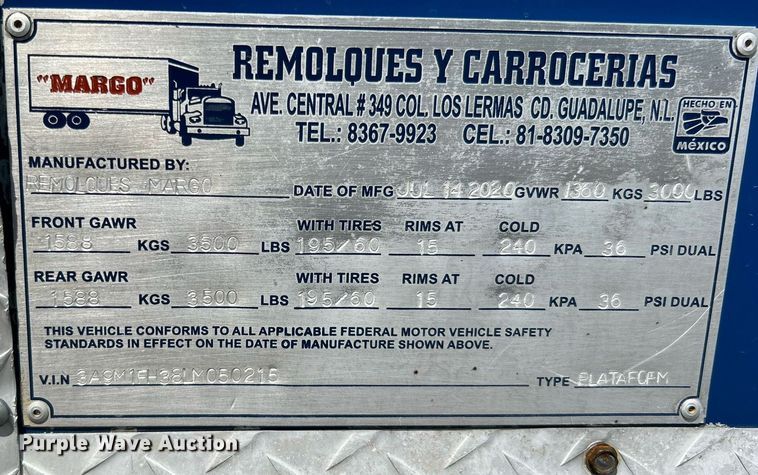 "MARGO"
REMOLQUES Y CARROCERIAS
AVE. CENTRAL # 349 COL. LOS LERMAS CD. GUADALUPE, N.L.
TEL.: 8367-9923 CEL.: 81-8309-7350
HECHO EN
MÉXICO
MANUFACTURED BY:
REMOLQUES MARGO DATE OF MFG JUL 14 2020 GVWR 1360 KGS 3000 LBS
FRONT GAWR WITH TIRES RIMS AT COLD
1588 KGS 3500 LBS 195/60 15 240 KPA 36 PSI DUAL
REAR GAWR WITH TIRES RIMS AT COLD
1588 KGS 3500 LBS 195/60 15 240 KPA 36 PSI DUAL
THIS VEHICLE CONFORMS TO ALL APPLICABLE FEDERAL MOTOR VEHICLE SAFETY
STANDARDS IN EFFECT ON THE DATE OF MANUFACTURE SHOWN ABOVE.
V.I.N TYPE PLATAFORM
Purple Wave Auction